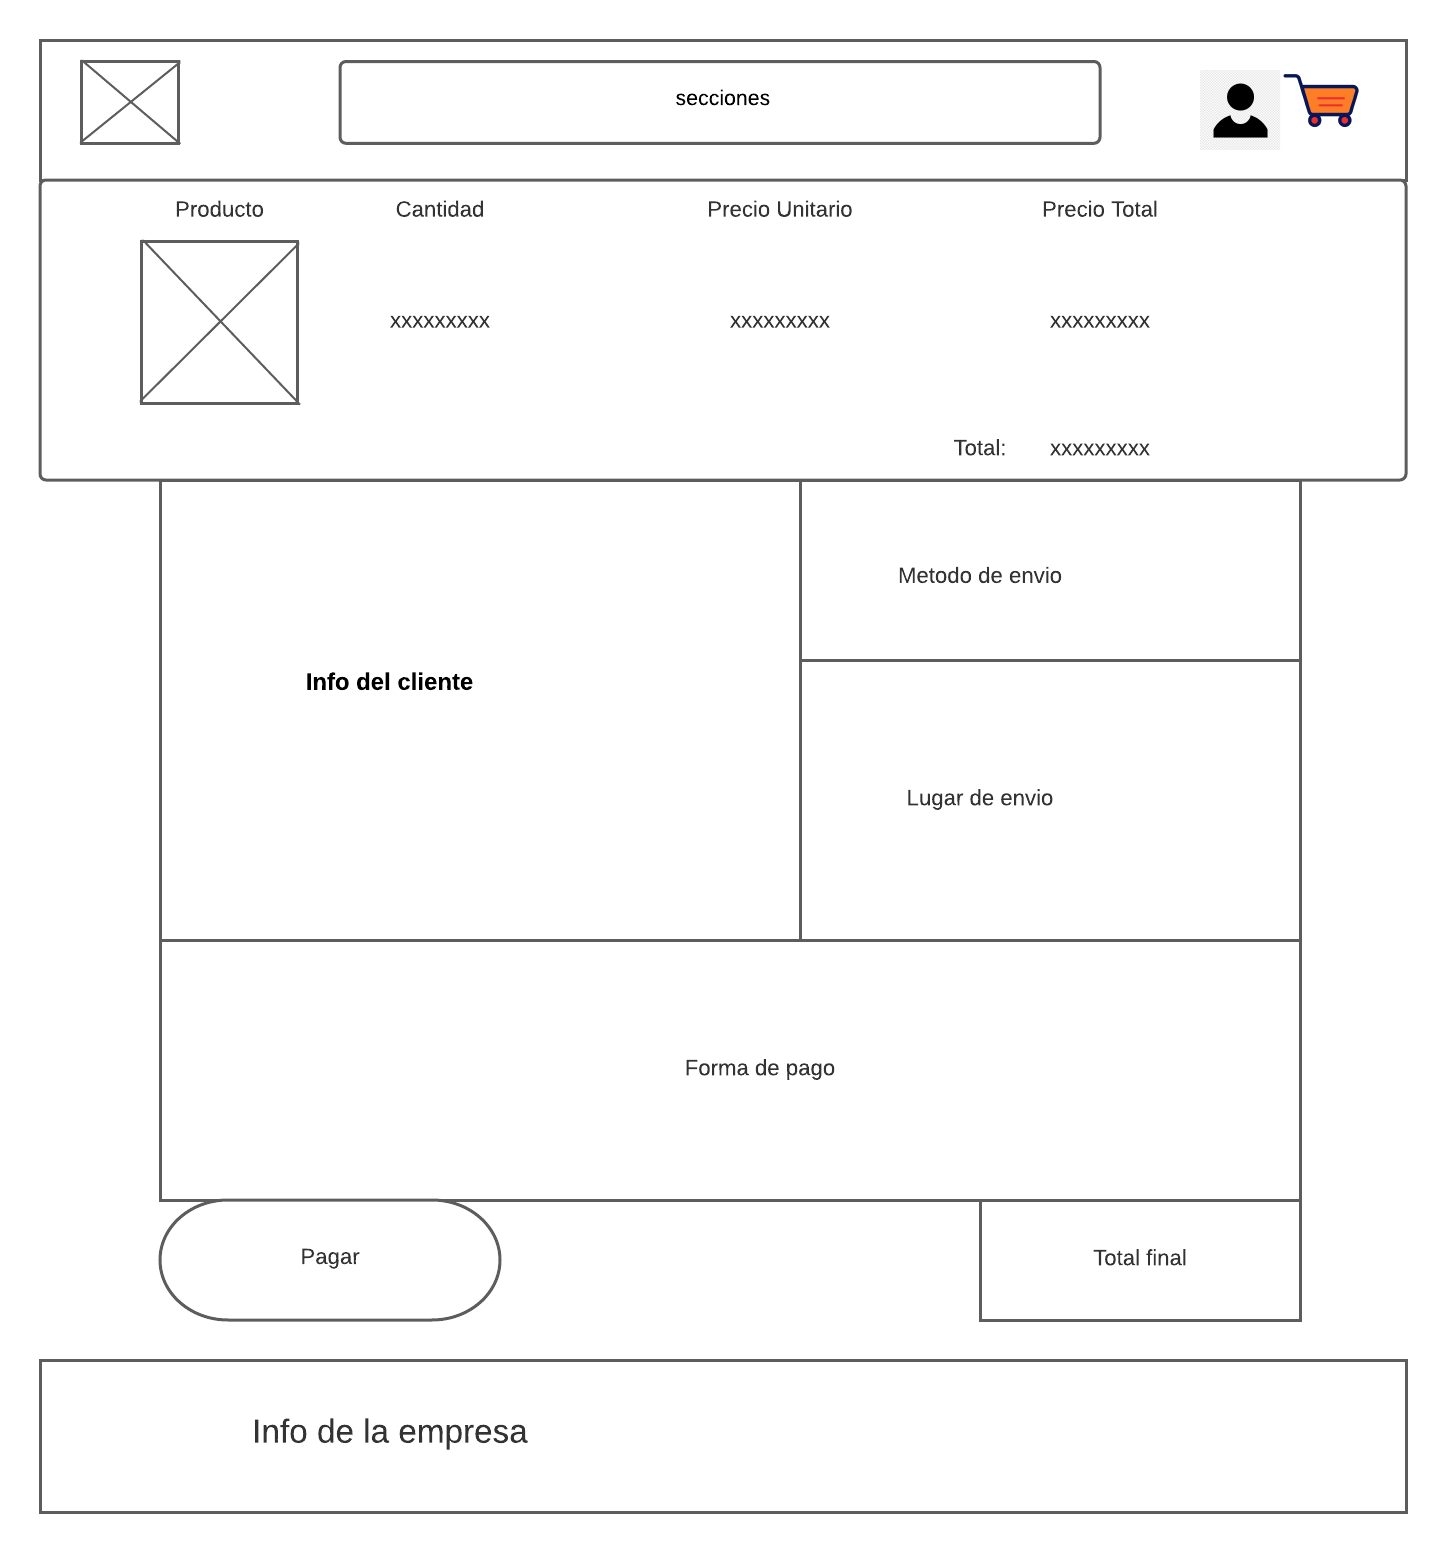 secciones
Producto Cantidad Precio Unitario Precio Total
xxxxxxxxx xxxxxxxxx xxxxxxxxx
Total: xxxxxxxxx
Metodo de envio
Info del cliente
Lugar de envio
Forma de pago
Pagar Total final
Info de la empresa